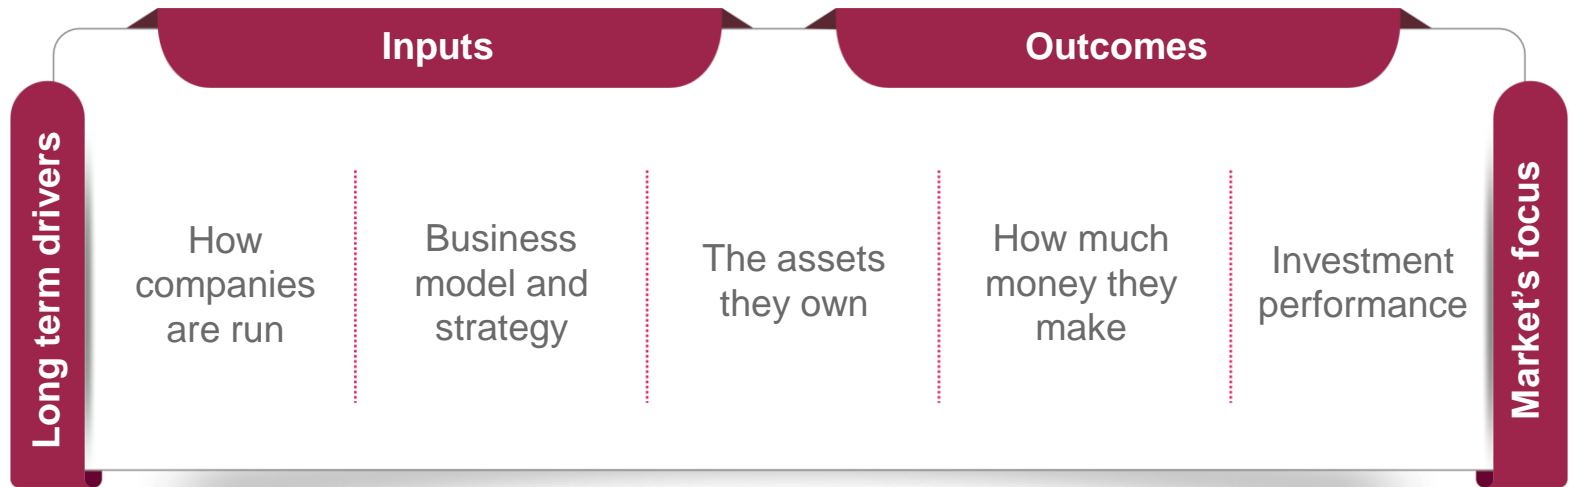 Inputs
Outcomes
Long term drivers
How
companies
are run
Business
model and
strategy
The assets
they own
How much
money they
make
Investment
performance
Market's focus